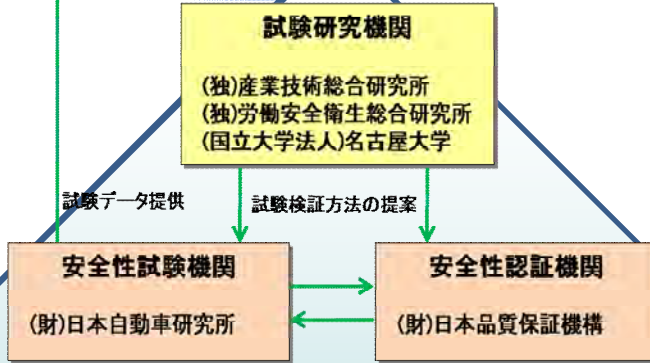 試験研究機関
(独)産業技術総合研究所
(独)労働安全衛生総合研究所
(国立大学法人)名古屋大学
試験データ提供
試験検証方法の提案
安全性試験機関
(財)日本自動車研究所
安全性認証機関
(財)日本品質保証機構